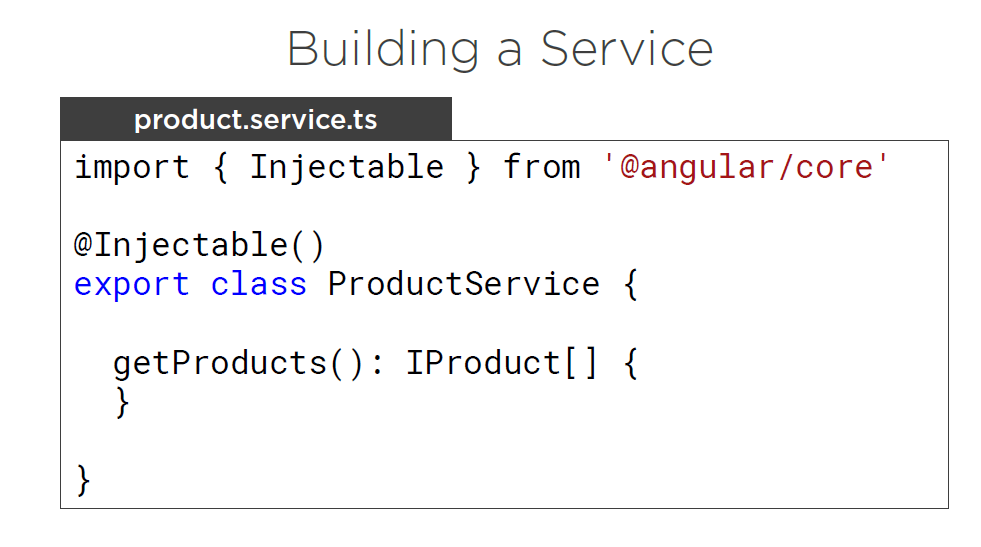 Building a Service
product.service.ts
import { Injectable } from '@angular/core'
@Injectable()
export class ProductService {
getProducts(): IProduct[] {
}
}